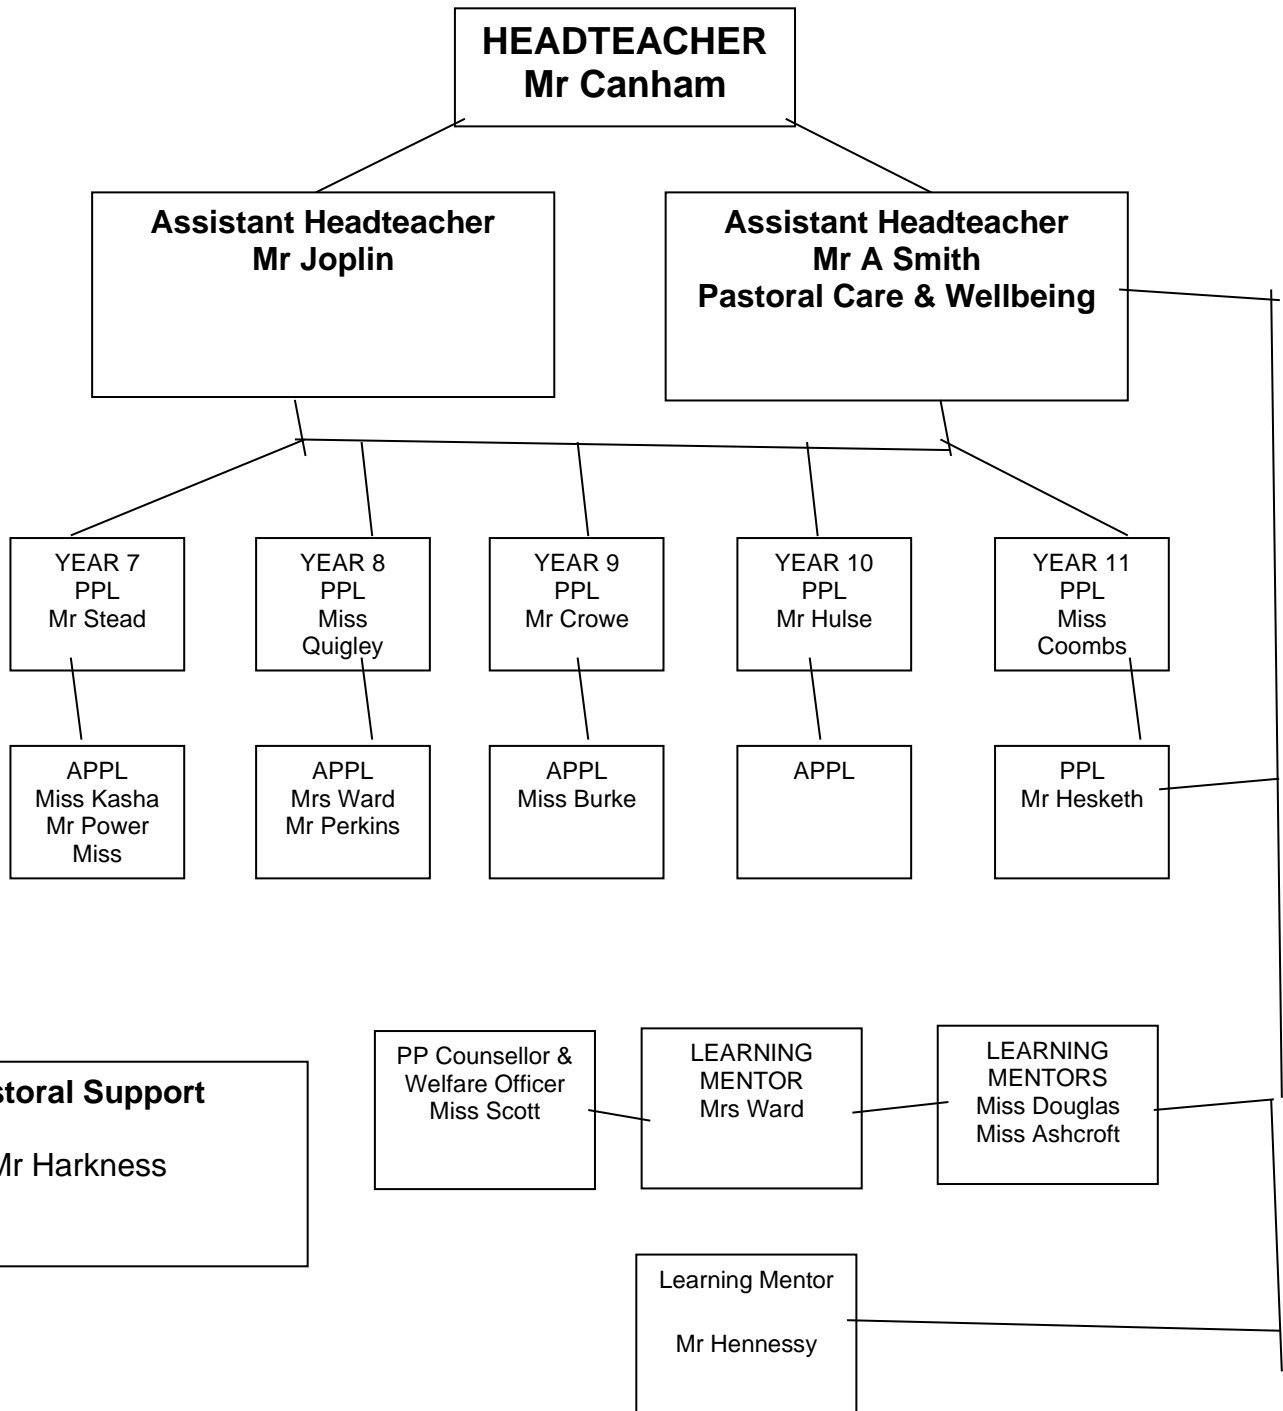 HEADTEACHER
Mr Canham
Assistant Headteacher
Mr Joplin
Assistant Headteacher
Mr A Smith
Pastoral Care & Wellbeing
YEAR 7
PPL
Mr Stead
YEAR 8
PPL
Miss
Quigley
YEAR 9
PPL
Mr Crowe
YEAR 10
PPL
Mr Hulse
YEAR 11
PPL
Miss
Coombs
APPL
Miss Kasha
Mr Power
Miss
APPL
Mrs Ward
Mr Perkins
APPL
Miss Burke
APPL
PPL
Mr Hesketh
storal Support
Mr Harkness
PP Counsellor &
Welfare Officer
Miss Scott
LEARNING
MENTOR
Mrs Ward
LEARNING
MENTORS
Miss Douglas
Miss Ashcroft
Learning Mentor
Mr Hennessy